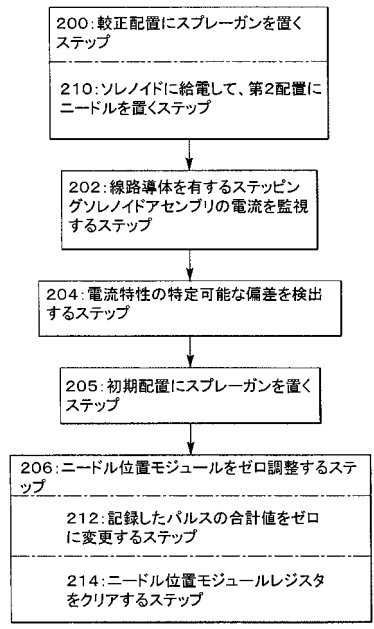 200：較正配置にスプレーガンを置く
ステップ
210：ソレノイドに給電して、第2配置に
ニードルを置くステップ
202：線路導体を有するステッピン
グソレノイドアセンブリの電流を監視
するステップ
204：電流特性の特定可能な偏差を検出
するステップ
205：初期配置にスプレーガンを置く
ステップ
206：ニードル位置モジュールをゼロ調整するステ
ップ
212：記録したパルスの合計値をゼロ
に変更するステップ
214：ニードル位置モジュールレジスタ
をクリアするステップ